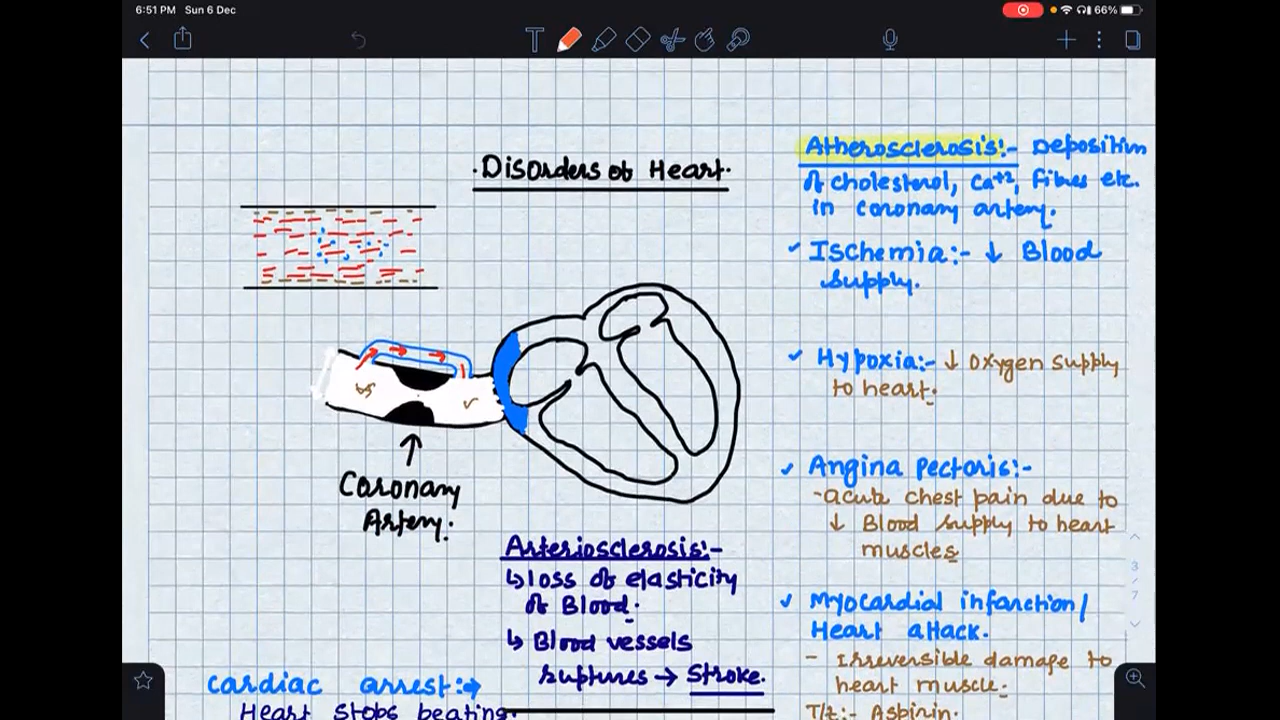 6:51 PM Sun 6 Dec
66%
Disorders of Heart
Atherosclerosis:- Deposition
of cholesterol, Ca+2, Fibres etc.
in coronary artery.
✓ Ischemia:- ↓ Blood
supply.
✓ Hypoxia:- ↓ oxygen supply
to heart.
✓ Angina pectoris:-
-acute chest pain due to
↓ Blood supply to heart
muscles
✓ Myocardial infarction/
Heart attack.
- Irreversible damage to
heart muscle.
T/t:- Aspirin.
Coronary
Artery.
Arteriosclerosis:-
↳ loss of elasticity
of Blood.
↳ Blood vessels
ruptures → Stroke.
cardiac arrest:→
Heart stops beating.
3
/
7